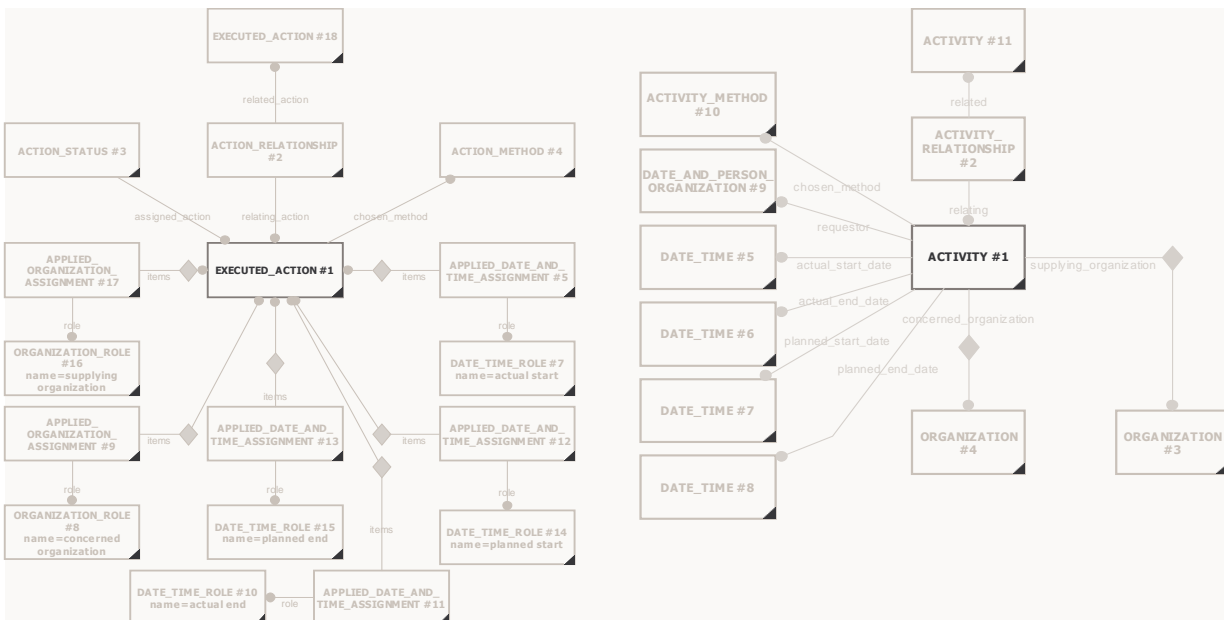 EXECUTED_ACTION #18
related_action
ACTION_STATUS #3
ACTION_RELATIONSHIP
#2
ACTION_METHOD #4
assigned_action
relating_action
chosen_method
APPLIED_
ORGANIZATION_
ASSIGNMENT #17
items
EXECUTED_ACTION #1
items
APPLIED_DATE_AND_
TIME_ASSIGNMENT #5
role
role
ORGANIZATION_ROLE
#16
name=supplying
organization
DATE_TIME_ROLE #7
name=actual start
items
APPLIED_
ORGANIZATION_
ASSIGNMENT #9
items
APPLIED_DATE_AND_
TIME_ASSIGNMENT #13
items
APPLIED_DATE_AND_
TIME_ASSIGNMENT #12
role
role
role
ORGANIZATION_ROLE
#8
name=concerned
organization
DATE_TIME_ROLE #15
name=planned end
items
DATE_TIME_ROLE #14
name=planned start
DATE_TIME_ROLE #10
name=actual end
role
APPLIED_DATE_AND_
TIME_ASSIGNMENT #11
ACTIVITY #11
related
ACTIVITY_METHOD
#10
ACTIVITY_
RELATIONSHIP
#2
DATE_AND_PERSON_
ORGANIZATION #9
chosen_method
relating
requestor
DATE_TIME #5
actual_start_date
ACTIVITY #1
supplying_organization
actual_end_date
concerned_organization
DATE_TIME #6
planned_start_date
planned_end_date
DATE_TIME #7
ORGANIZATION
#4
ORGANIZATION
#3
DATE_TIME #8